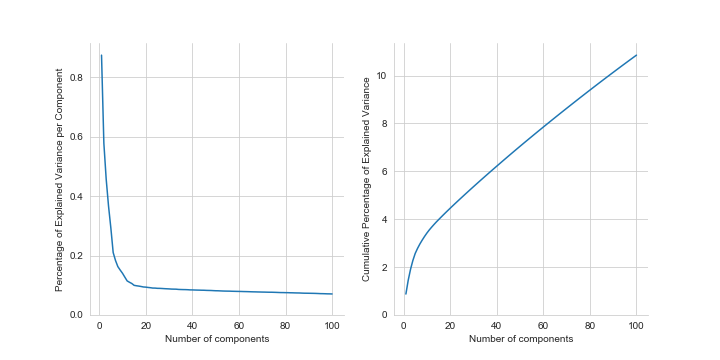 Percentage of Explained Variance per Component
0.8
0.6
0.4
0.2
0.0
0 20 40 60 80 100
Number of components
Cumulative Percentage of Explained Variance
10
8
6
4
2
0
0 20 40 60 80 100
Number of components